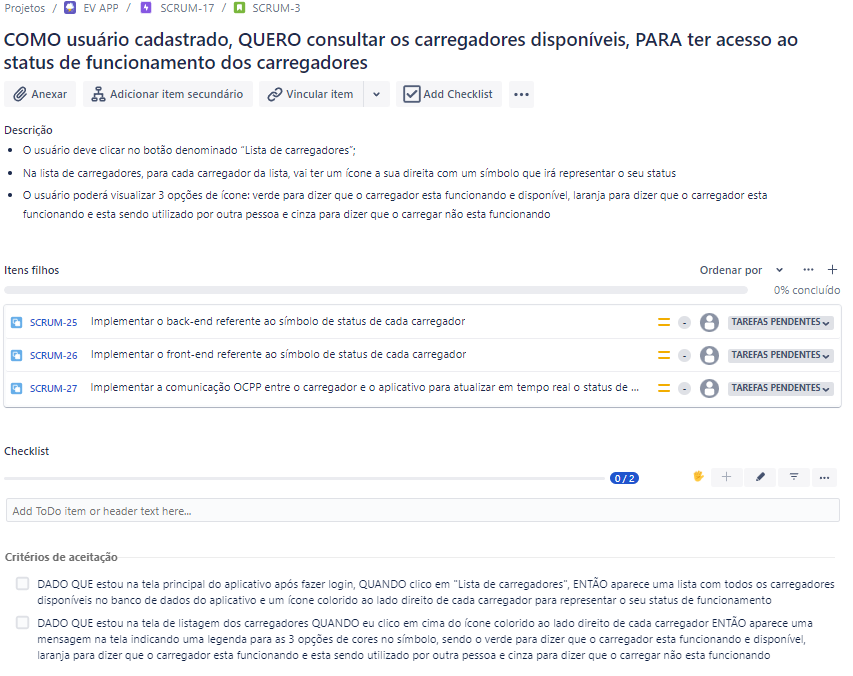 Projetos / EV APP / SCRUM-17 / SCRUM-3
COMO usuário cadastrado, QUERO consultar os carregadores disponíveis, PARA ter acesso ao
status de funcionamento dos carregadores
Anexar Adicionar item secundário Vincular item Add Checklist
Descrição
• O usuário deve clicar no botão denominado “Lista de carregadores”;
• Na lista de carregadores, para cada carregador da lista, vai ter um ícone a sua direita com um símbolo que irá representar o seu status
• O usuário poderá visualizar 3 opções de ícone: verde para dizer que o carregador esta funcionando e disponível, laranja para dizer que o carregador esta
funcionando e esta sendo utilizado por outra pessoa e cinza para dizer que o carregar não esta funcionando
Itens filhos Ordenar por
0% concluído
SCRUM-25 Implementar o back-end referente ao símbolo de status de cada carregador - TAREFAS PENDENTES
SCRUM-26 Implementar o front-end referente ao símbolo de status de cada carregador - TAREFAS PENDENTES
SCRUM-27 Implementar a comunicação OCPP entre o carregador e o aplicativo para atualizar em tempo real o status de ... - TAREFAS PENDENTES
Checklist
0 / 2
Add ToDo item or header text here...
Critérios de aceitação
DADO QUE estou na tela principal do aplicativo após fazer login, QUANDO clico em “Lista de carregadores”, ENTÃO aparece uma lista com todos os carregadores
disponíveis no banco de dados do aplicativo e um ícone colorido ao lado direito de cada carregador para representar o seu status de funcionamento
DADO QUE estou na tela de listagem dos carregadores QUANDO eu clico em cima do ícone colorido ao lado direito de cada carregador ENTÃO aparece uma
mensagem na tela indicando uma legenda para as 3 opções de cores no símbolo, sendo o verde para dizer que o carregador esta funcionando e disponível,
laranja para dizer que o carregador esta funcionando e esta sendo utilizado por outra pessoa e cinza para dizer que o carregar não esta funcionando